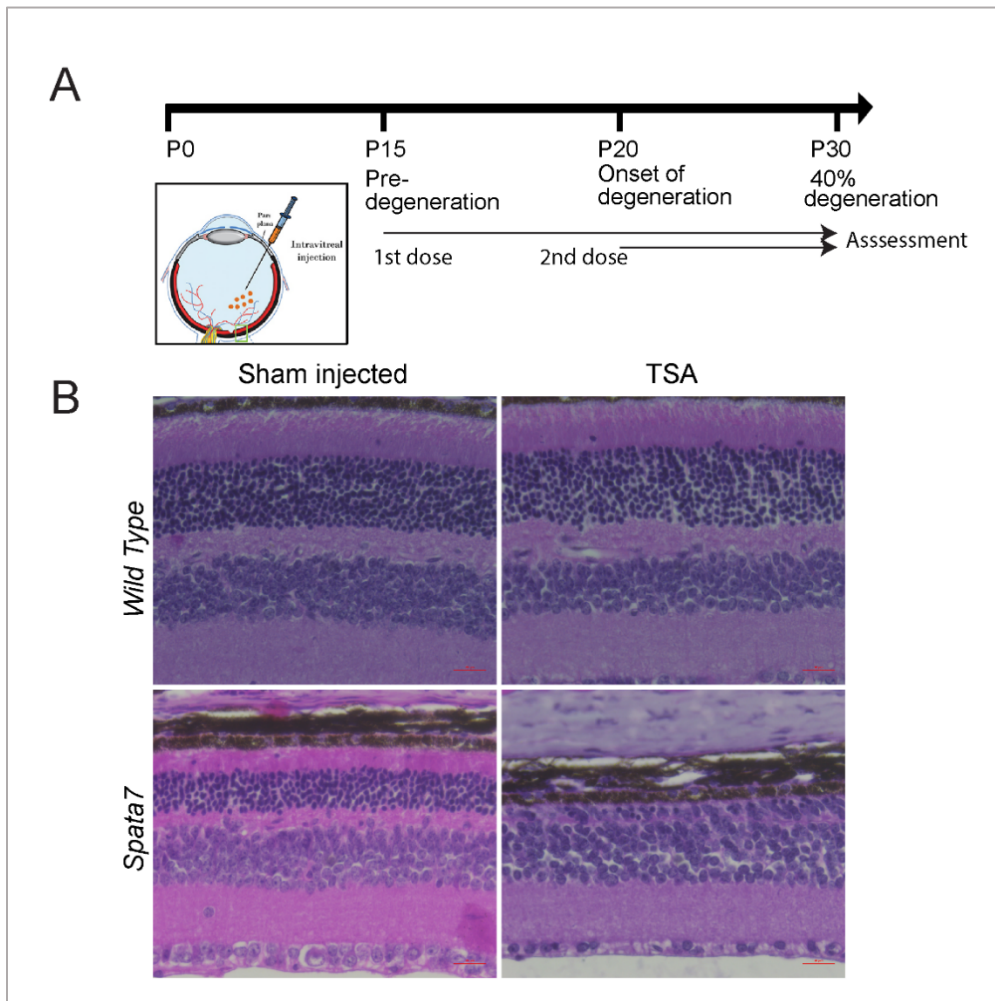 A
P0 P15 P20 P30
Pre-
degeneration
Onset of
degeneration
40%
degeneration
Pars
plana
Intravitreal
injection
1st dose
2nd dose
Asssessment
B
Sham injected TSA
Wild Type
Spata7